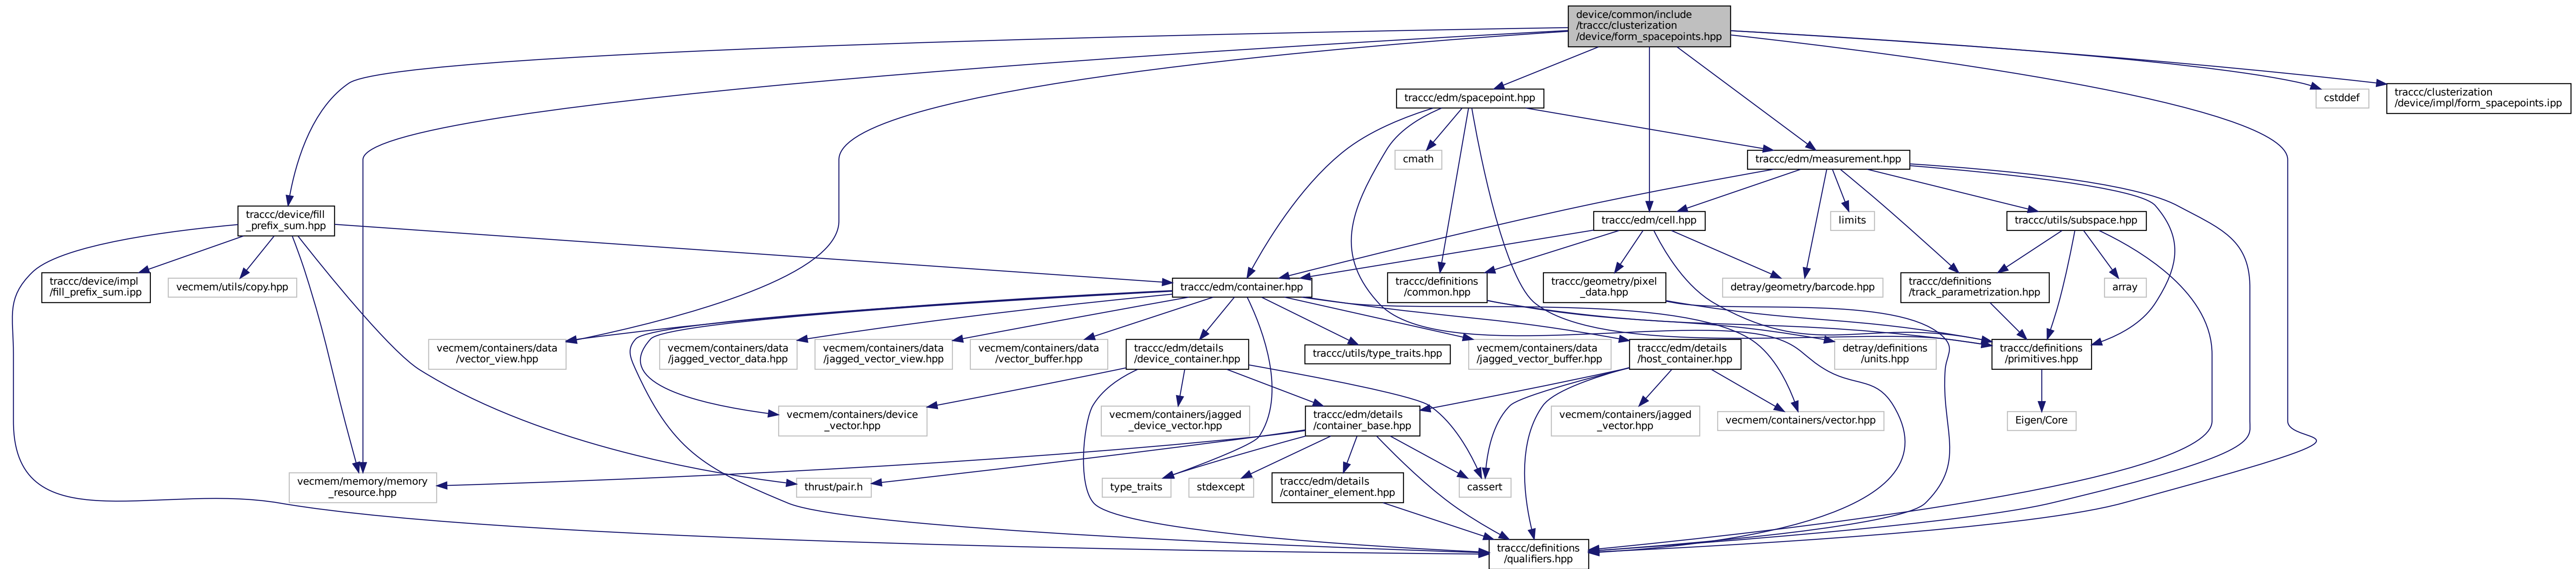 device/common/include
/traccc/clusterization
/device/form_spacepoints.hpp
traccc/edm/spacepoint.hpp
cstddef
traccc/clusterization
/device/impl/form_spacepoints.ipp
cmath
traccc/edm/measurement.hpp
traccc/device/fill
_prefix_sum.hpp
traccc/edm/cell.hpp
limits
traccc/utils/subspace.hpp
traccc/device/impl
/fill_prefix_sum.ipp
vecmem/utils/copy.hpp
traccc/edm/container.hpp
traccc/definitions
/common.hpp
traccc/geometry/pixel
_data.hpp
detray/geometry/barcode.hpp
traccc/definitions
/track_parametrization.hpp
array
vecmem/containers/data
/vector_view.hpp
vecmem/containers/data
/jagged_vector_data.hpp
vecmem/containers/data
/jagged_vector_view.hpp
vecmem/containers/data
/vector_buffer.hpp
traccc/edm/details
/device_container.hpp
traccc/utils/type_traits.hpp
vecmem/containers/data
/jagged_vector_buffer.hpp
traccc/edm/details
/host_container.hpp
detray/definitions
/units.hpp
traccc/definitions
/primitives.hpp
vecmem/containers/device
_vector.hpp
vecmem/containers/jagged
_device_vector.hpp
traccc/edm/details
/container_base.hpp
vecmem/containers/jagged
_vector.hpp
vecmem/containers/vector.hpp
Eigen/Core
vecmem/memory/memory
_resource.hpp
thrust/pair.h
type_traits
stdexcept
traccc/edm/details
/container_element.hpp
cassert
traccc/definitions
/qualifiers.hpp